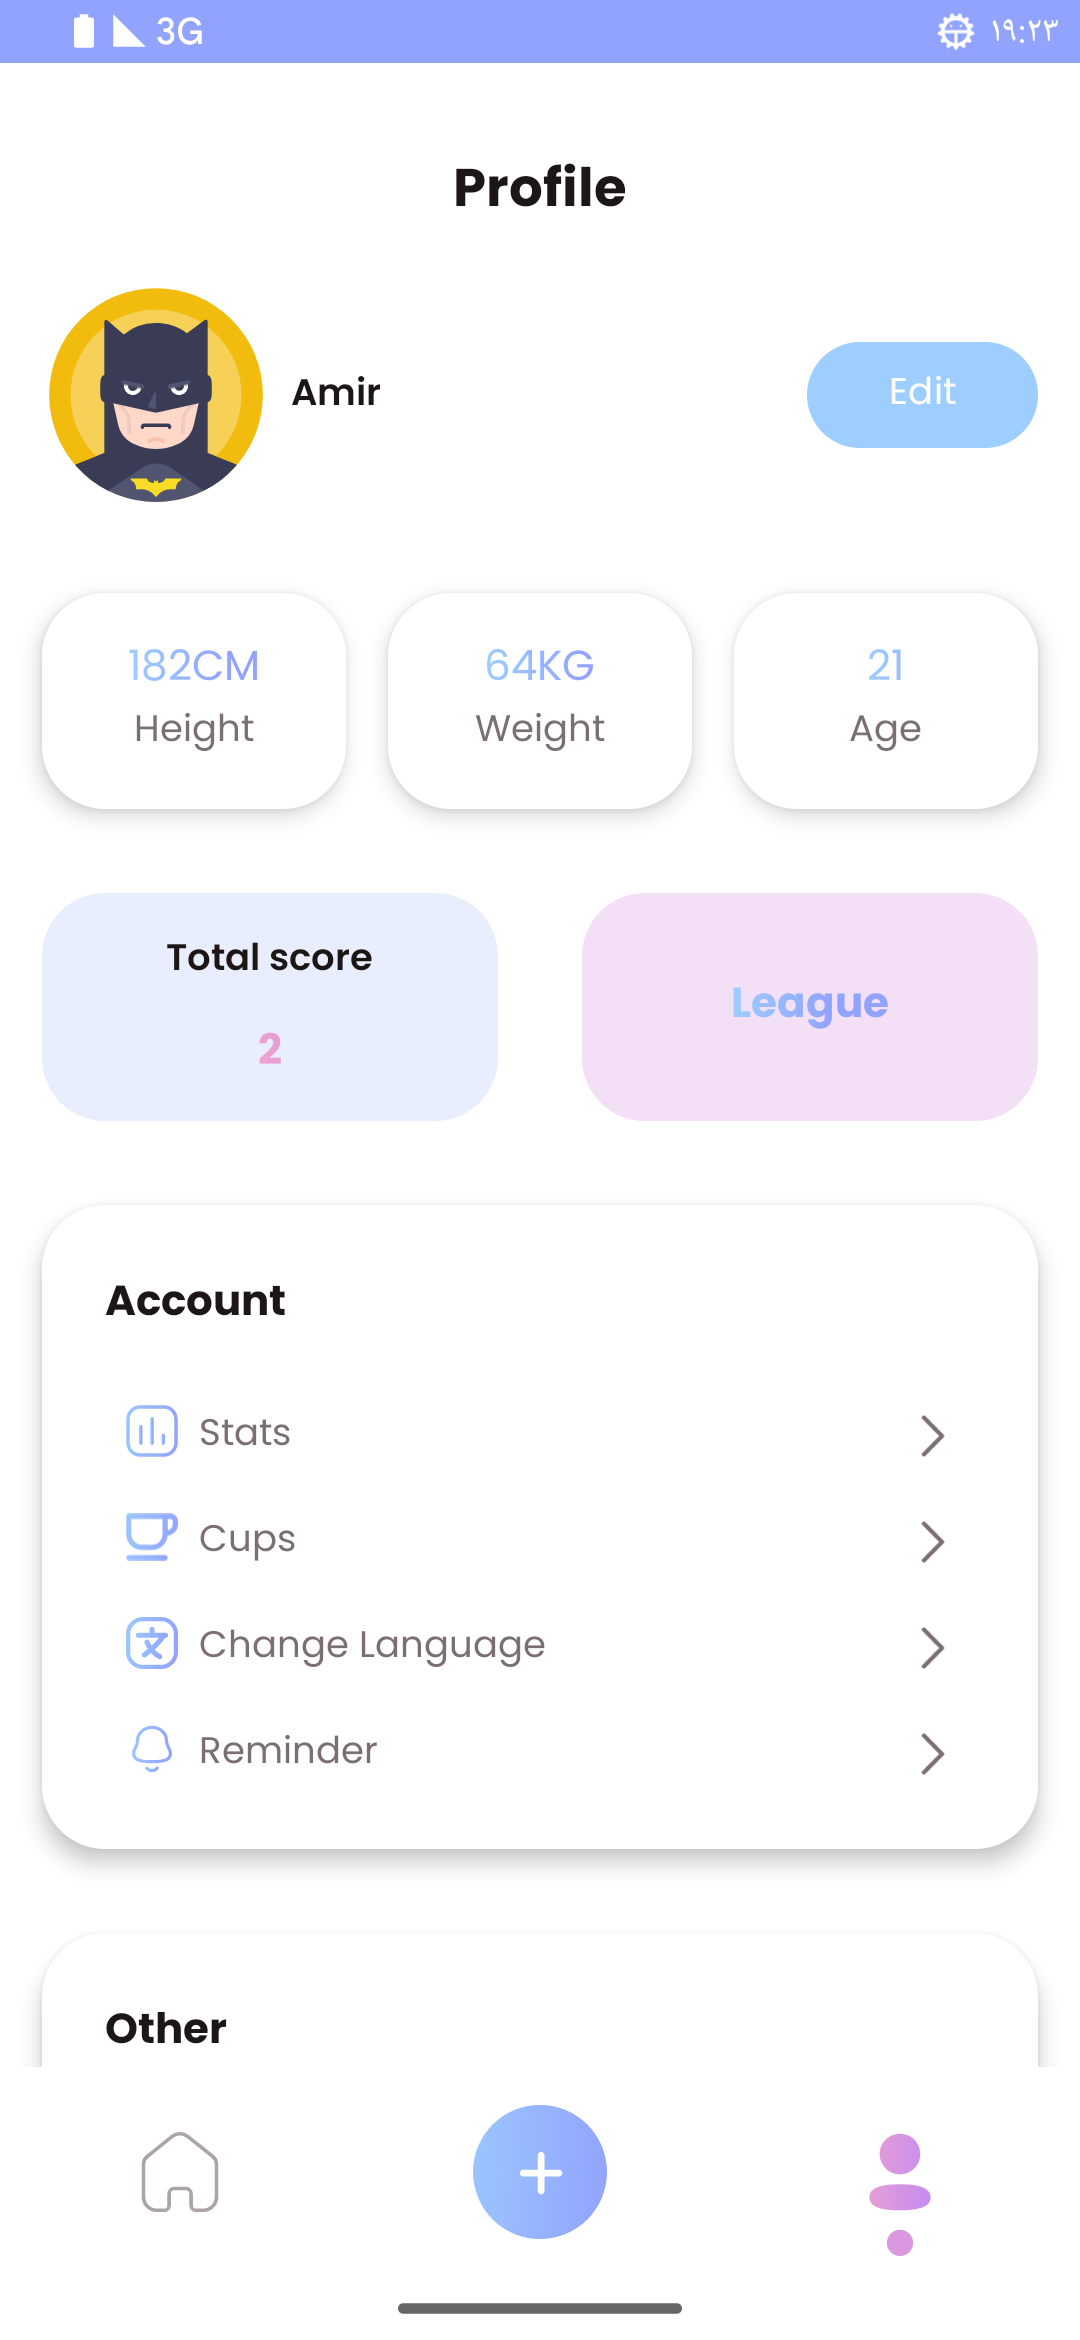 3G ۱۹:۲۳
Profile
Amir
Edit
182CM
Height
64KG
Weight
21
Age
Total score
2
League
Account
Stats
Cups
Change Language
Reminder
Other